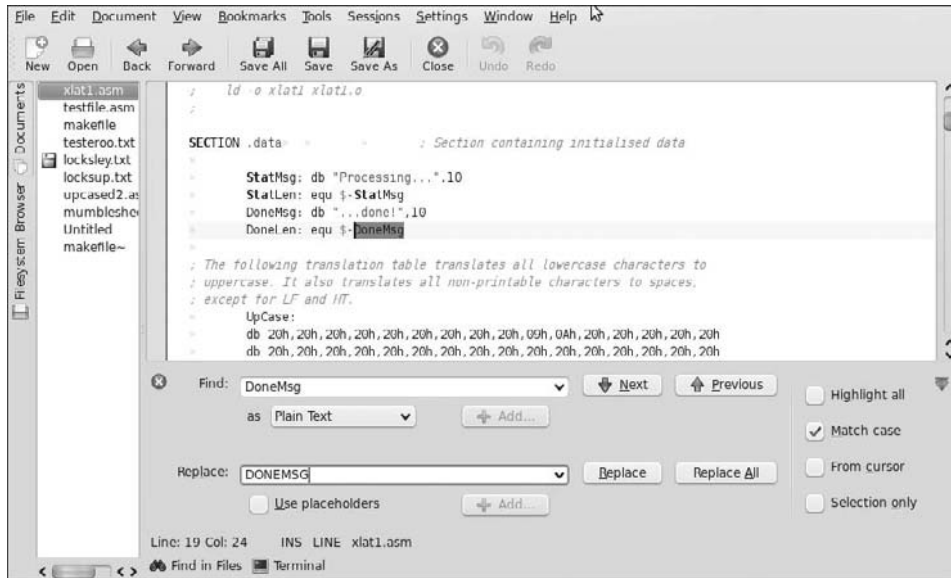 File Edit Document View Bookmarks Tools Sessions Settings Window Help
New Open Back Forward Save All Save Save As Close Undo Redo
Documents
Filesystem Browser
xlat1.asm
testfile.asm
makefile
testeroo.txt
locksley.txt
locksup.txt
upcased2.as
mumbleshe
Untitled
makefile~
; ld -o xlat1 xlat1.o
;
SECTION .data ; Section containing initialised data
StatMsg: db "Processing...",10
StatLen: equ $-StatMsg
DoneMsg: db "...done!",10
DoneLen: equ $-DoneMsg
; The following translation table translates all lowercase characters to
; uppercase. It also translates all non-printable characters to spaces,
; except for LF and HT.
UpCase:
db 20h,20h,20h,20h,20h,20h,20h,20h,20h,09h,0Ah,20h,20h,20h,20h,20h
db 20h,20h,20h,20h,20h,20h,20h,20h,20h,20h,20h,20h,20h,20h,20h,20h
Find: DoneMsg Next Previous
as Plain Text Add...
Replace: DONEMSG Replace Replace All
Use placeholders Add...
Highlight all
Match case
From cursor
Selection only
Line: 19 Col: 24 INS LINE xlat1.asm
Find in Files Terminal